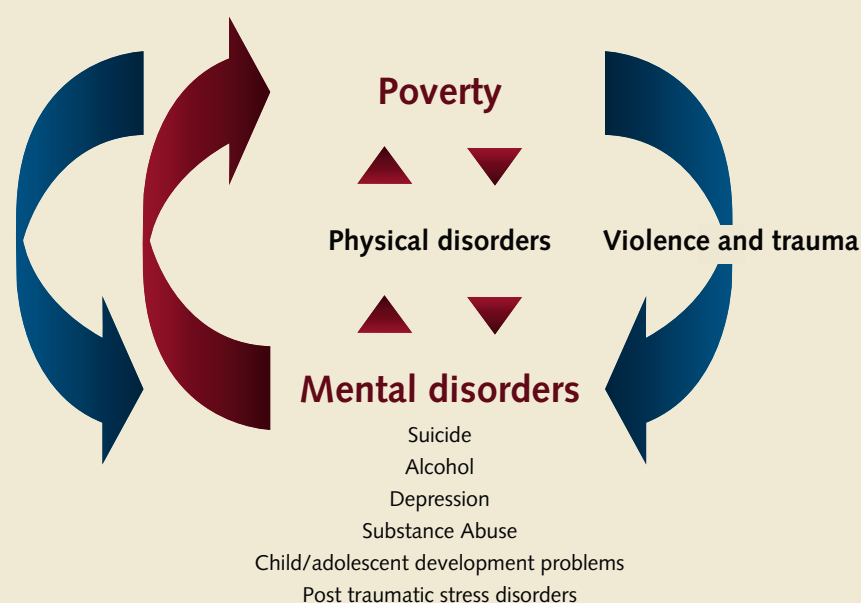 Poverty
Physical disorders
Violence and trauma
Mental disorders
Suicide
Alcohol
Depression
Substance Abuse
Child/adolescent development problems
Post traumatic stress disorders